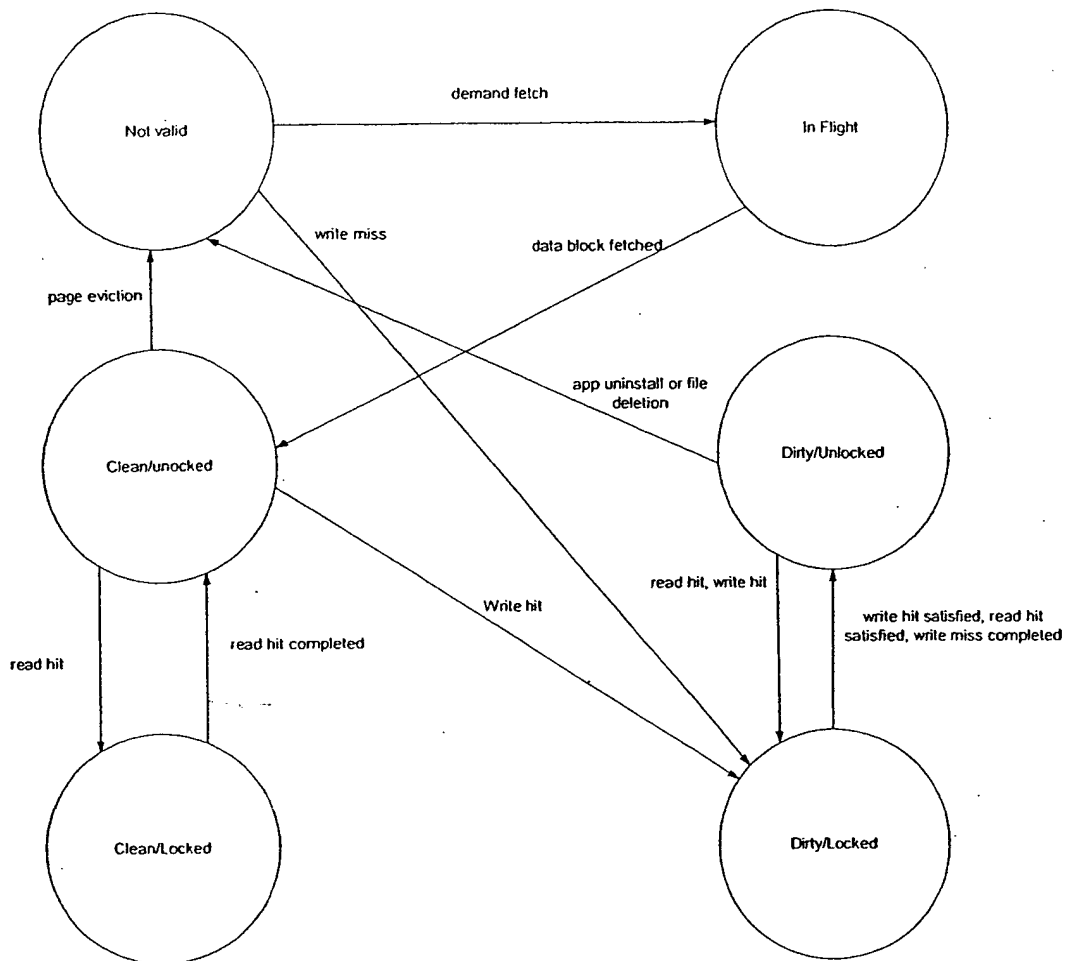 demand fetch
Not valid
In Flight
write miss
data block fetched
page eviction
app uninstall or file
deletion
Clean/unocked
Dirty/Unlocked
read hit, write hit
Write hit
write hit satisfied, read hit
satisfied, write miss completed
read hit completed
read hit
Clean/Locked
Dirty/Locked